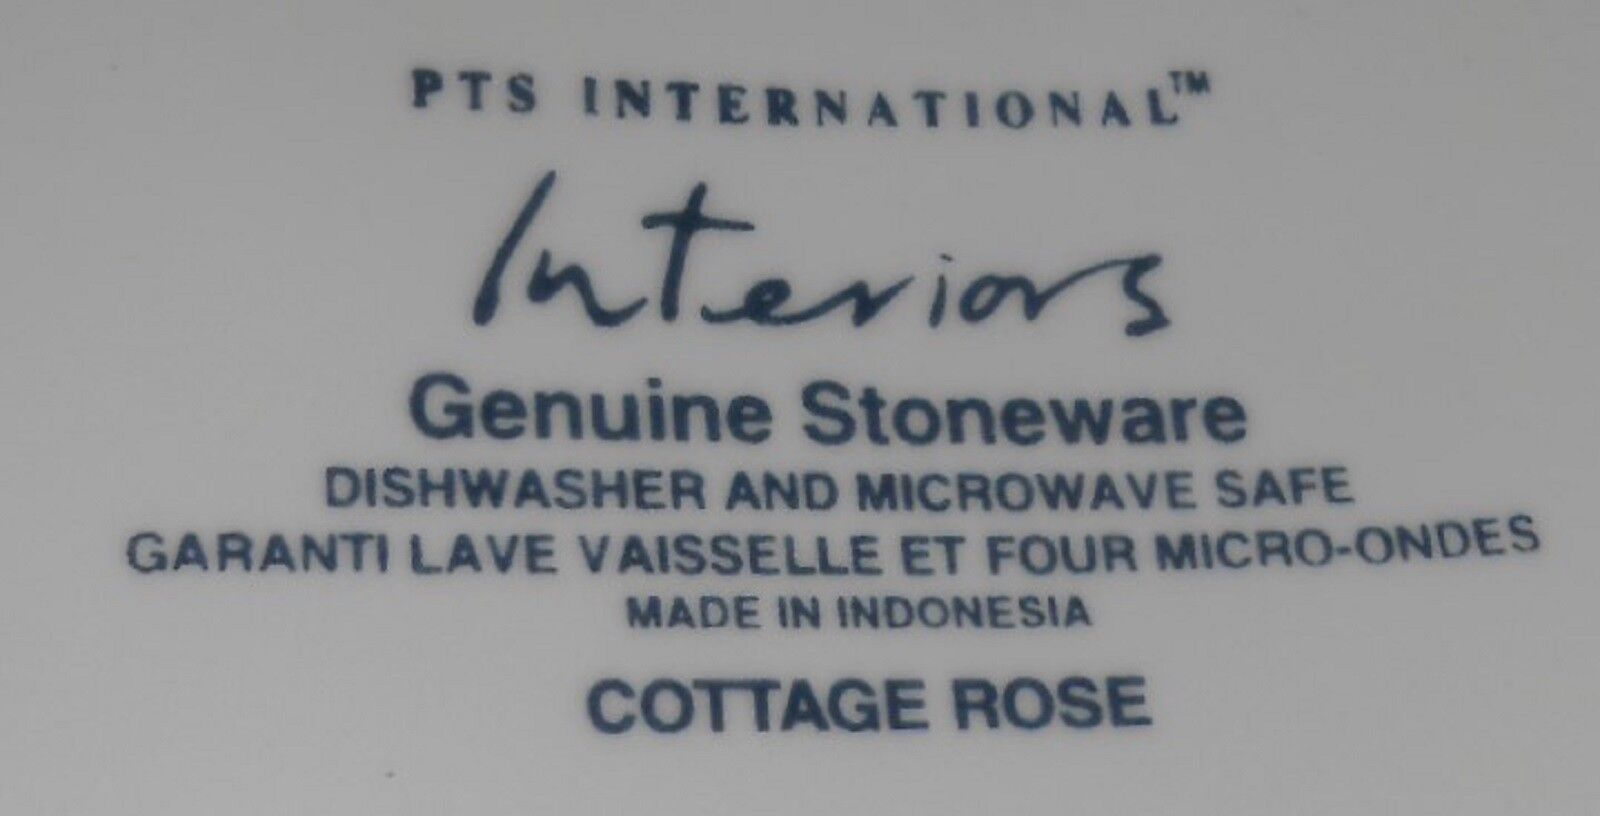 PTS INTERNATIONAL™
Interiors
Genuine Stoneware
DISHWASHER AND MICROWAVE SAFE
GARANTI LAVE VAISSELLE ET FOUR MICRO-ONDES
MADE IN INDONESIA
COTTAGE ROSE